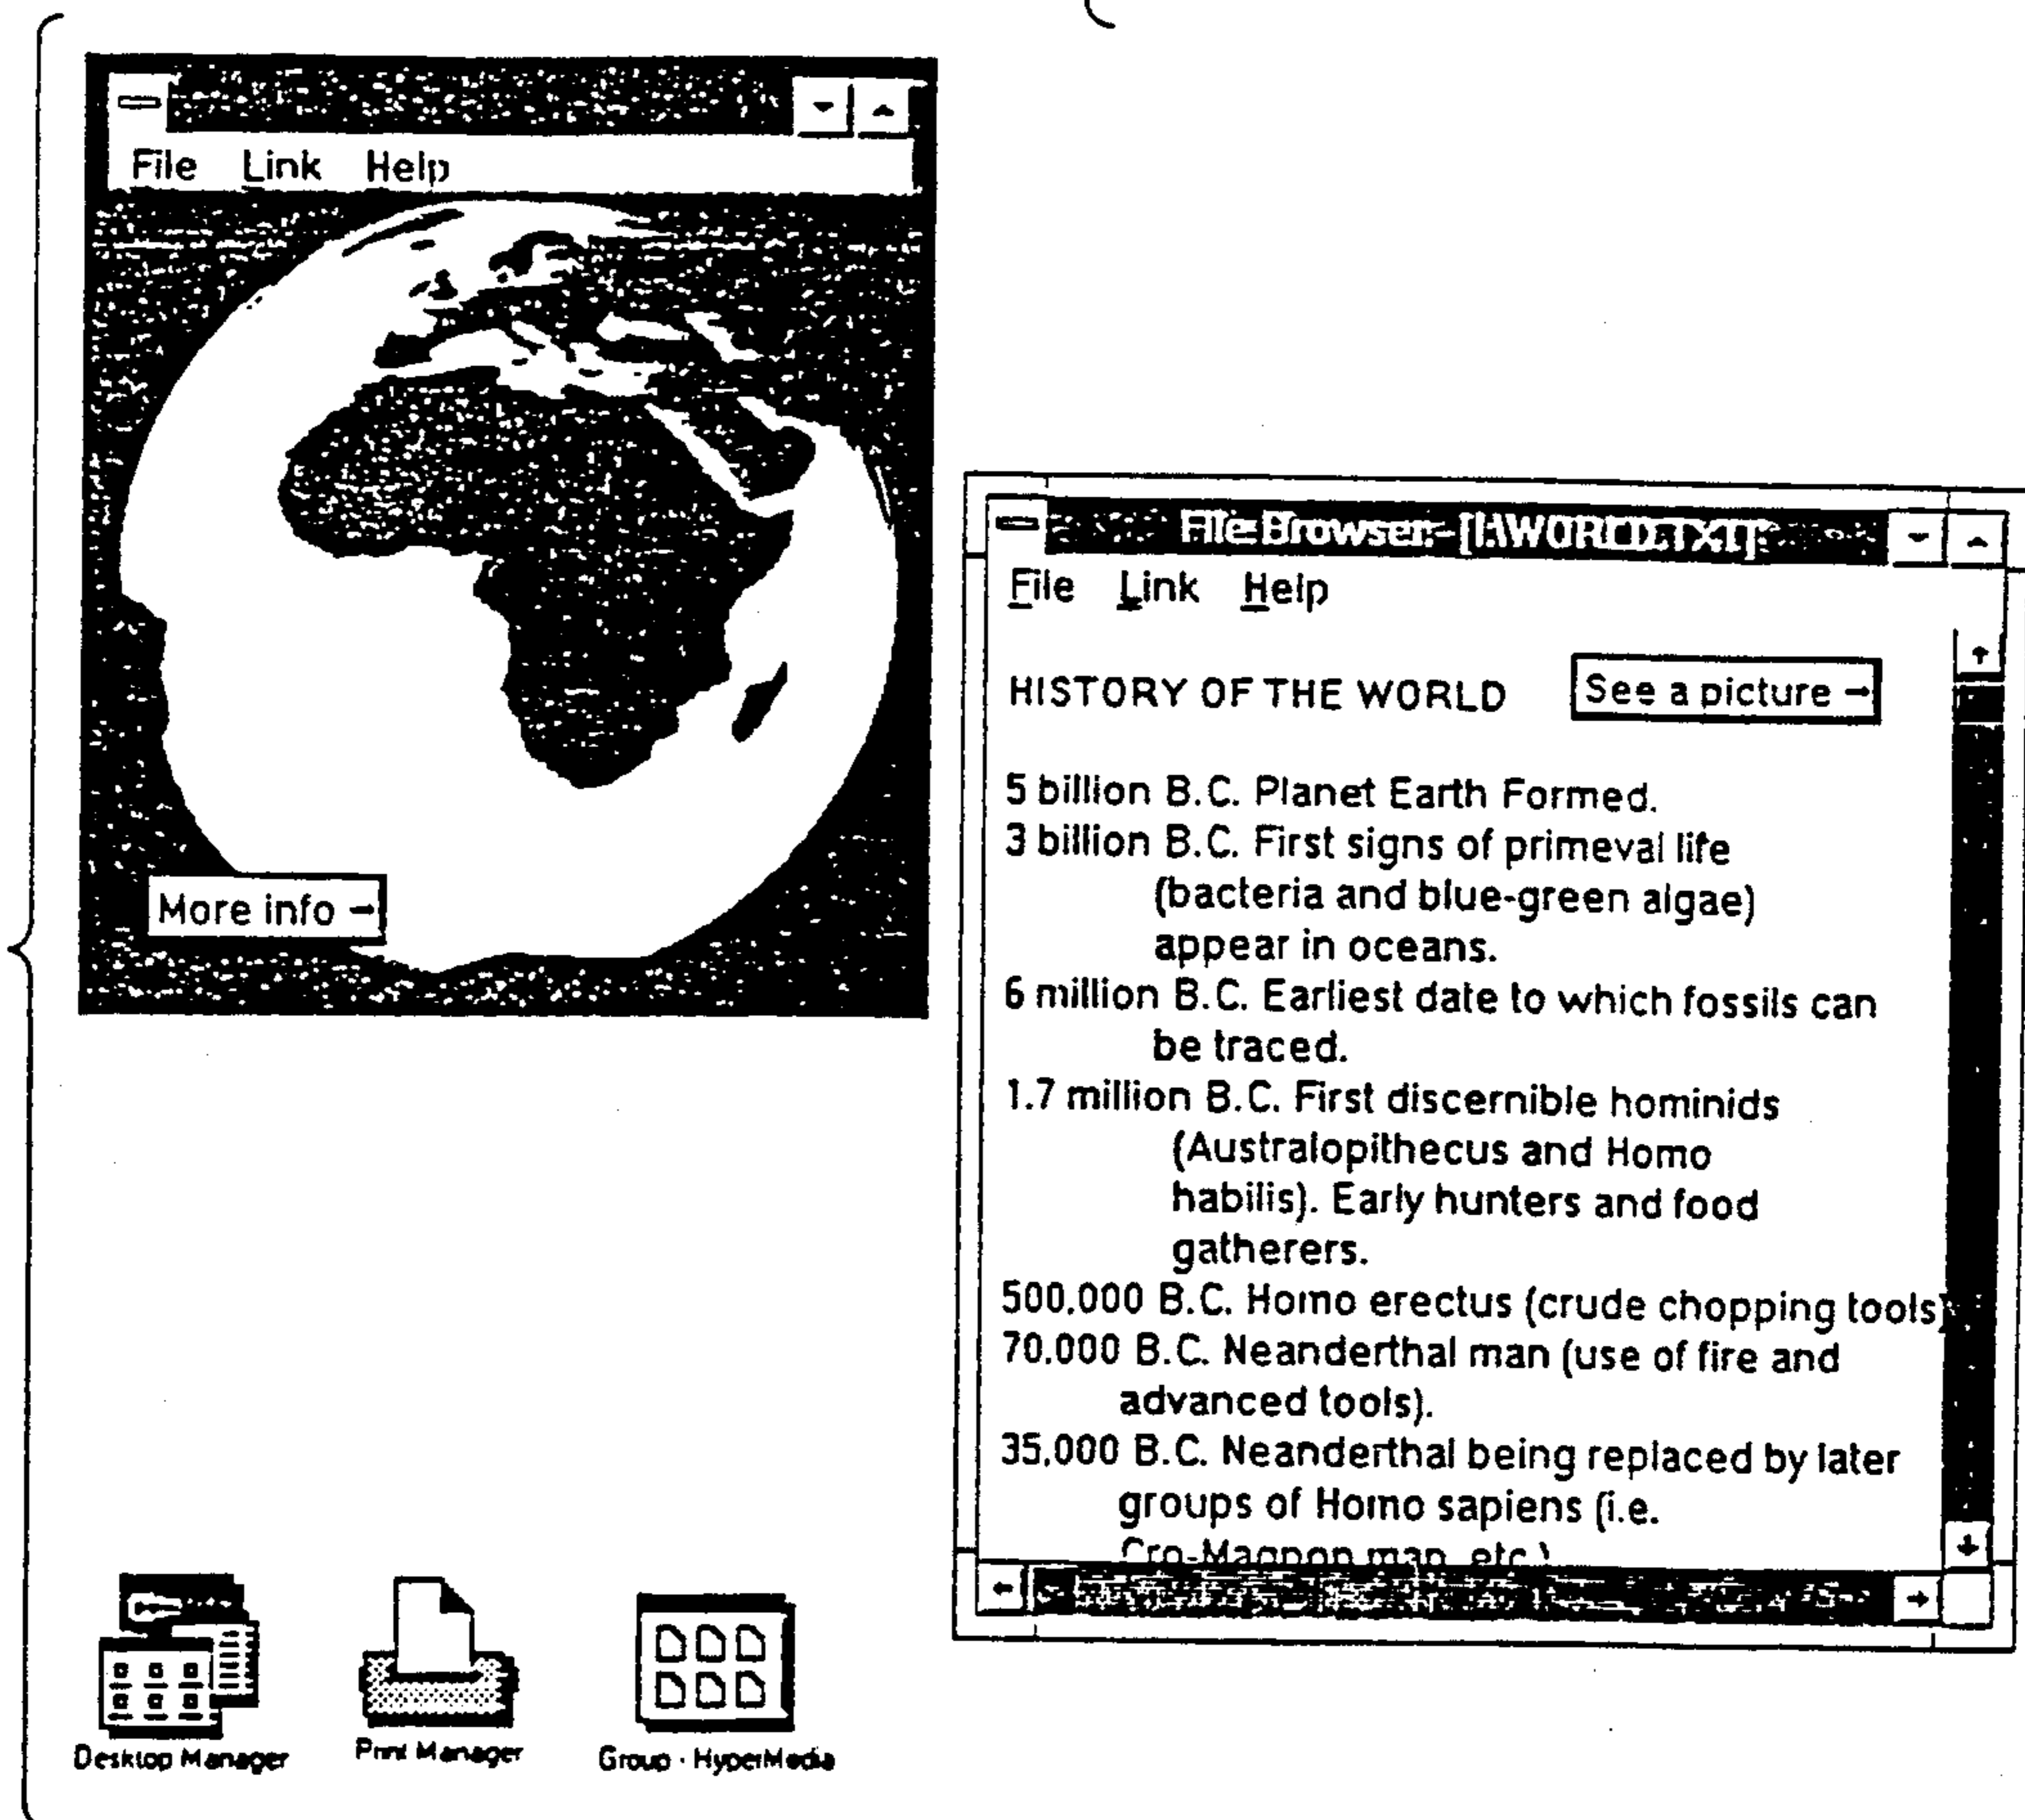 File Link Help
More info →
File Browser - [I:\WORLD.TXT]
File Link Help
HISTORY OF THE WORLD
See a picture →
5 billion B.C. Planet Earth Formed.
3 billion B.C. First signs of primeval life
(bacteria and blue-green algae)
appear in oceans.
6 million B.C. Earliest date to which fossils can
be traced.
1.7 million B.C. First discernible hominids
(Australopithecus and Homo
habilis). Early hunters and food
gatherers.
500,000 B.C. Homo erectus (crude chopping tools)
70,000 B.C. Neanderthal man (use of fire and
advanced tools).
35,000 B.C. Neanderthal being replaced by later
groups of Homo sapiens (i.e.
Cro-Magnon man, etc.)
Desktop Manager
Print Manager
Group - HyperMedia